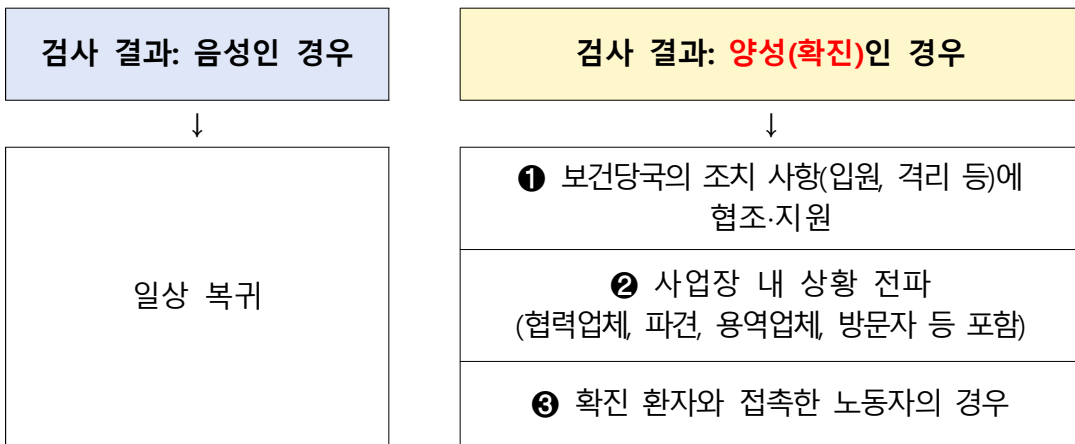 검사 결과: 음성인 경우
↓
일상 복귀
검사 결과: 양성(확진)인 경우
↓
❶ 보건당국의 조치 사항(입원, 격리 등)에
협조·지원
❷ 사업장 내 상황 전파
(협력업체, 파견, 용역업체, 방문자 등 포함)
❸ 확진 환자와 접촉한 노동자의 경우